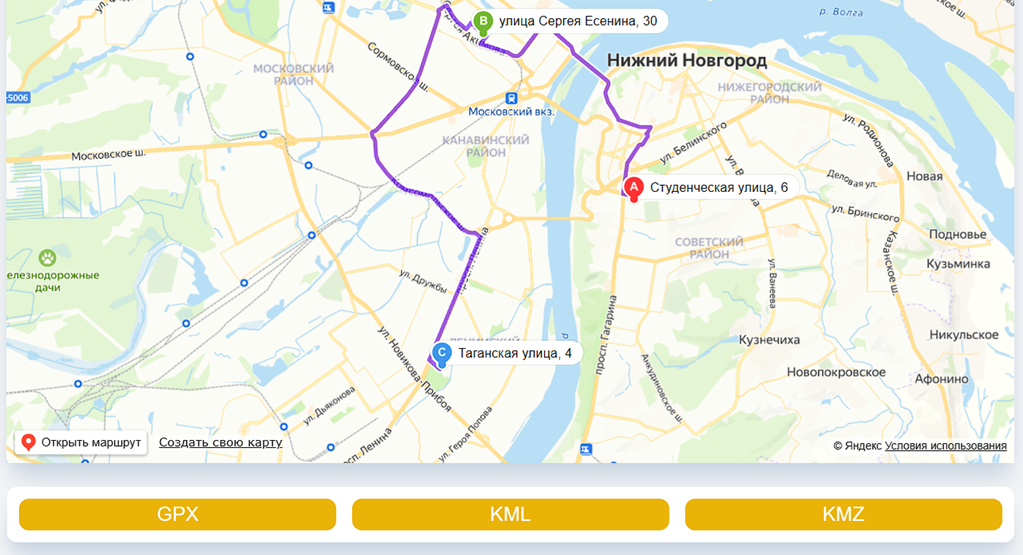 р. Волга
улица Сергея Есенина, 30
B
Сормовское ш.
Нижний Новгород
МОСКОВСКИЙ
РАЙОН
НИЖЕГОРОДСКИЙ
РАЙОН
5006
Московский вкз.
ул. Родионова
ул. Белинского
КАНАВИНСКИЙ
РАЙОН
Московское ш.
Деловая ул.
Новая
A
Студенческая улица, 6
ул. Бринского
Подновье
СОВЕТСКИЙ
РАЙОН
Казанское ш.
Кузьминка
елезнодорожные
дачи
ул. Ванеева
ул. Дружбы
просп. Гагарина
Никульское
Кузнечиха
C
Таганская улица, 4
ул. Новикова-Прибоя
Анкудиновское ш.
Новопокровское
Афонино
ул. Дьяконова
ул. Героя Попова
просп. Ленина
Открыть маршрут
Создать свою карту
© Яндекс Условия использования
GPX
KML
KMZ